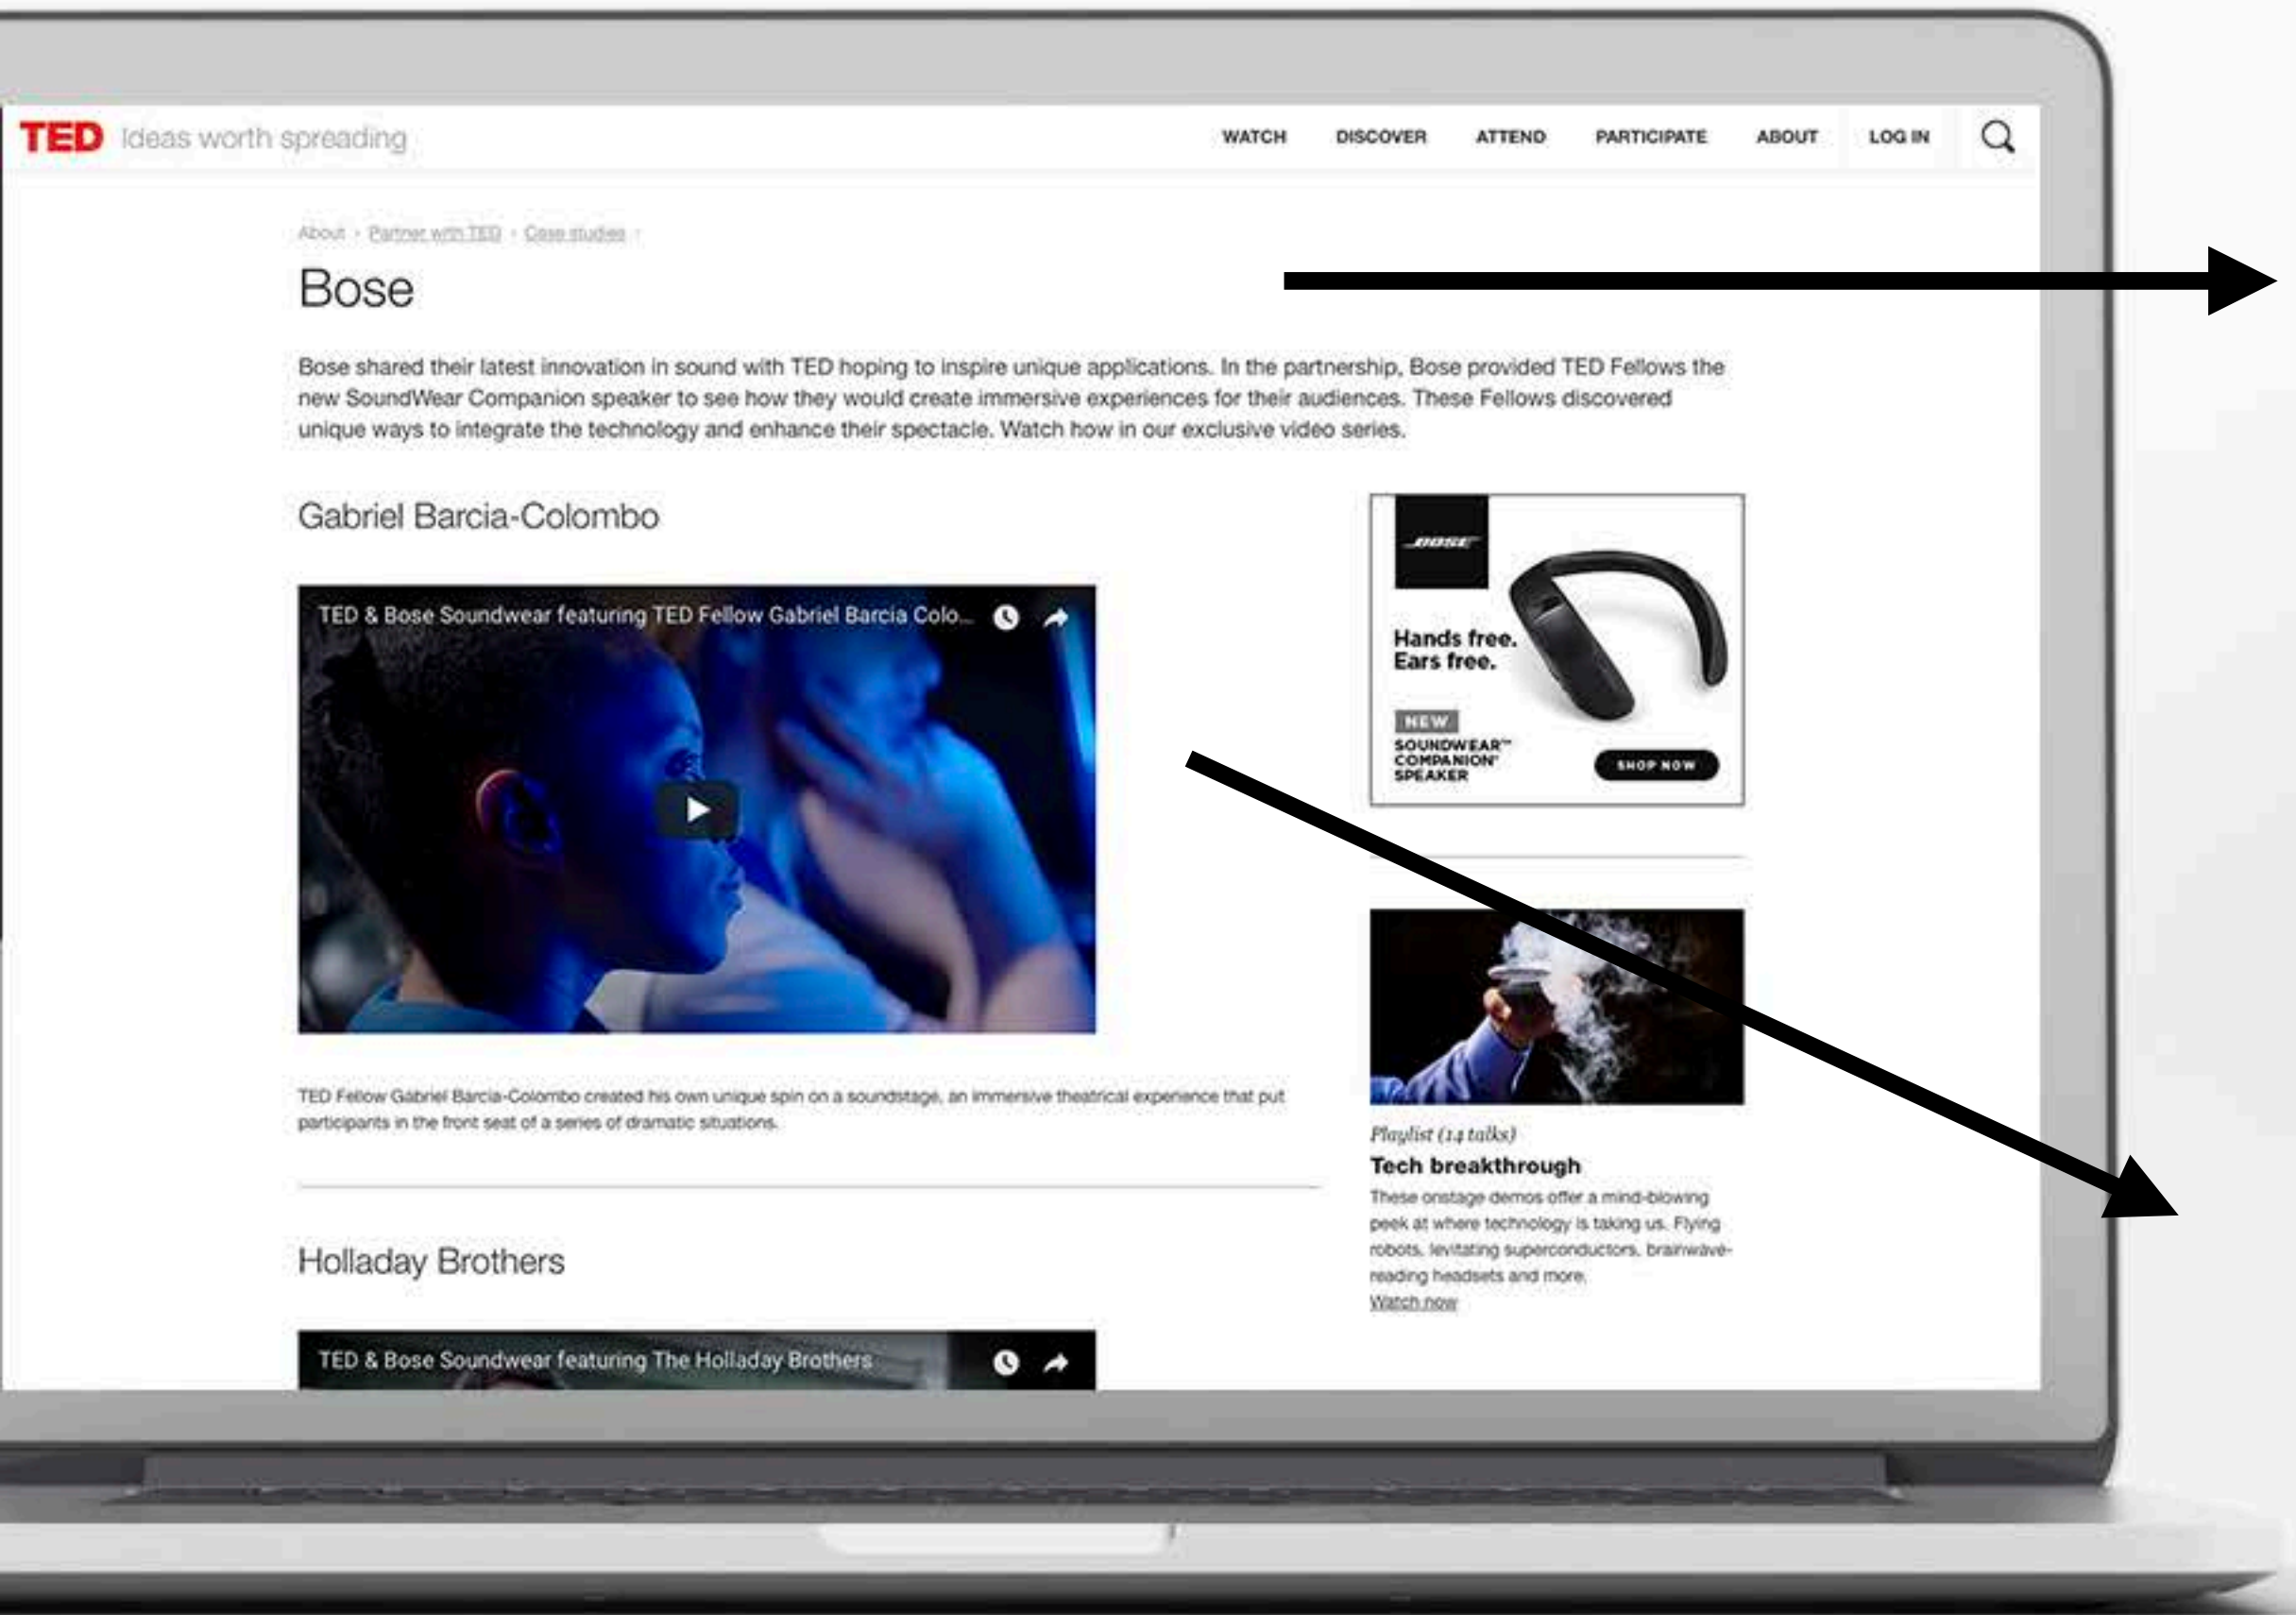 TED Ideas worth spreading
WATCH DISCOVER ATTEND PARTICIPATE ABOUT LOG IN
About › Partner with TED › Case studies ›
Bose
Bose shared their latest innovation in sound with TED hoping to inspire unique applications. In the partnership, Bose provided TED Fellows the
new SoundWear Companion speaker to see how they would create immersive experiences for their audiences. These Fellows discovered
unique ways to integrate the technology and enhance their spectacle. Watch how in our exclusive video series.
Gabriel Barcia-Colombo
TED & Bose Soundwear featuring TED Fellow Gabriel Barcia Colo...
TED Fellow Gabriel Barcia-Colombo created his own unique spin on a soundstage, an immersive theatrical experience that put
participants in the front seat of a series of dramatic situations.
Holladay Brothers
TED & Bose Soundwear featuring The Holladay Brothers
BOSE
Hands free.
Ears free.
NEW
SOUNDWEAR™
COMPANION®
SPEAKER
SHOP NOW
Playlist (14 talks)
Tech breakthrough
These onstage demos offer a mind-blowing
peek at where technology is taking us. Flying
robots, levitating superconductors, brainwave-
reading headsets and more.
Watch now